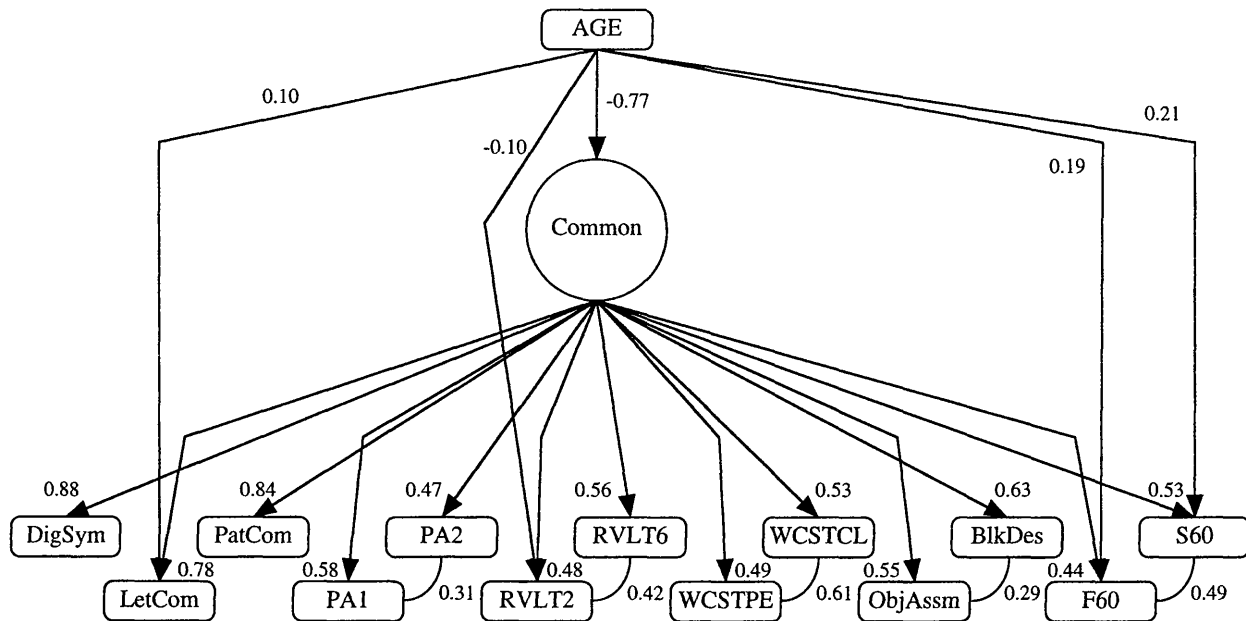 AGE
0.10
-0.77
0.21
-0.10
0.19
Common
0.88
0.84
0.47
0.56
0.53
0.63
0.53
DigSym
PatCom
PA2
RVLT6
WCSTCL
BlkDes
S60
0.78
0.58
0.48
0.49
0.55
0.44
LetCom
PA1
0.31
RVLT2
0.42
WCSTPE
0.61
ObjAssm
0.29
F60
0.49